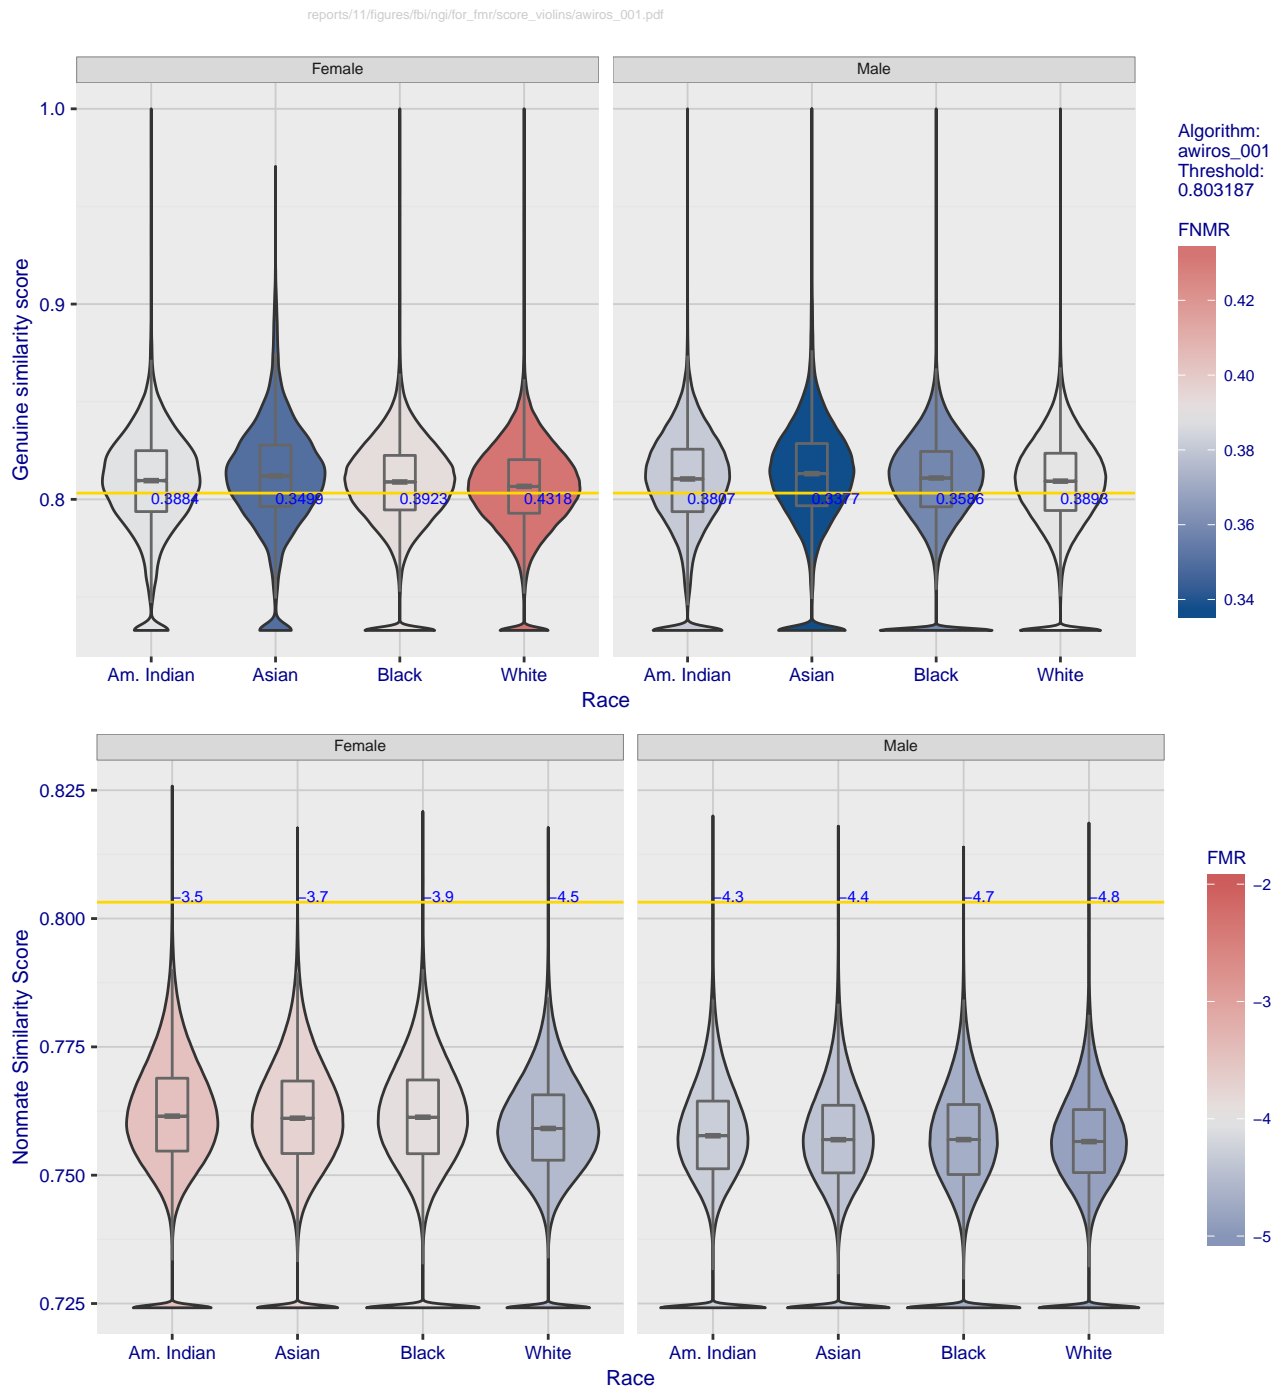 reports/11/figures/fbi/ngi/for_fmr/score_violins/awiros_001.pdf
Female
Male
1.0
0.9
0.8
Genuine similarity score
0.3884
0.3499
0.3923
0.4318
0.3807
0.3377
0.3586
0.3893
Am. Indian
Asian
Black
White
Am. Indian
Asian
Black
White
Race
Algorithm:
awiros_001
Threshold:
0.803187
FNMR
0.42
0.40
0.38
0.36
0.34
Female
Male
0.825
0.800
0.775
0.750
0.725
Nonmate Similarity Score
−3.5
−3.7
−3.9
−4.5
−4.3
−4.4
−4.7
−4.8
Am. Indian
Asian
Black
White
Am. Indian
Asian
Black
White
Race
FMR
−2
−3
−4
−5